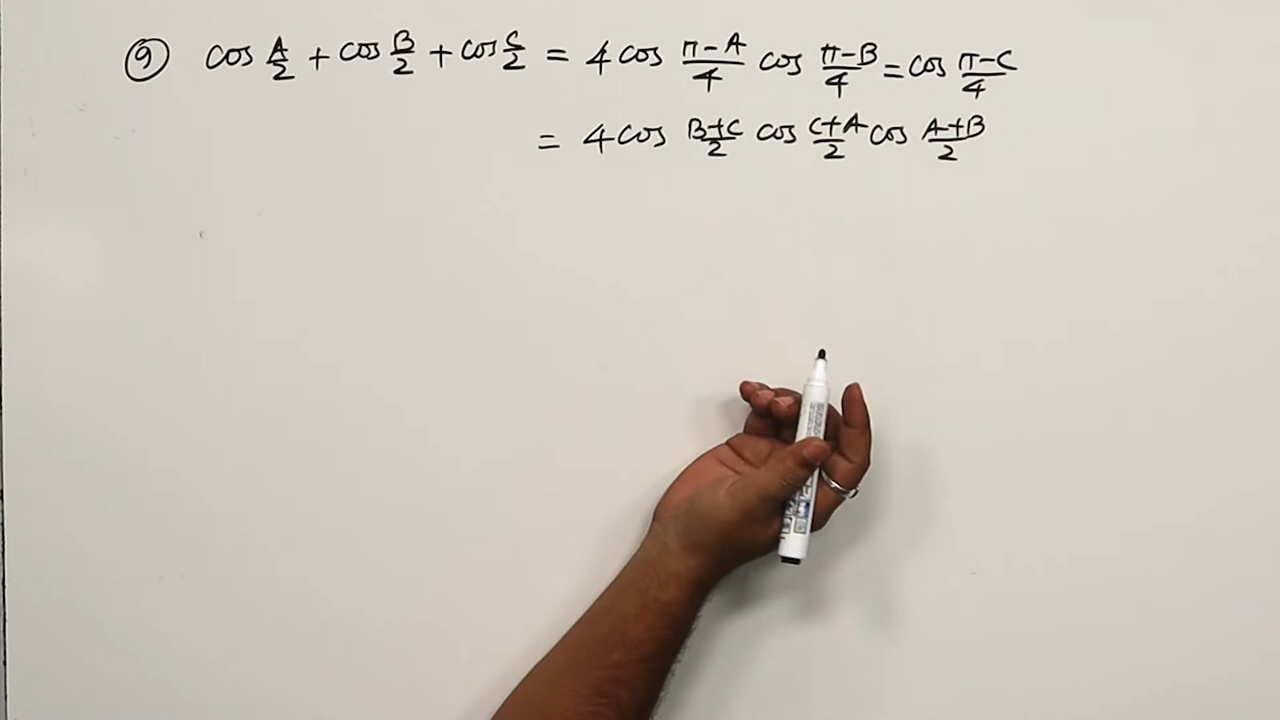 ⑨ cos A/2 + cos B/2 + cos C/2 = 4 cos π-A/4 cos π-B/4 = cos π-C/4
= 4 cos B+C/2 cos C+A/2 cos A+B/2